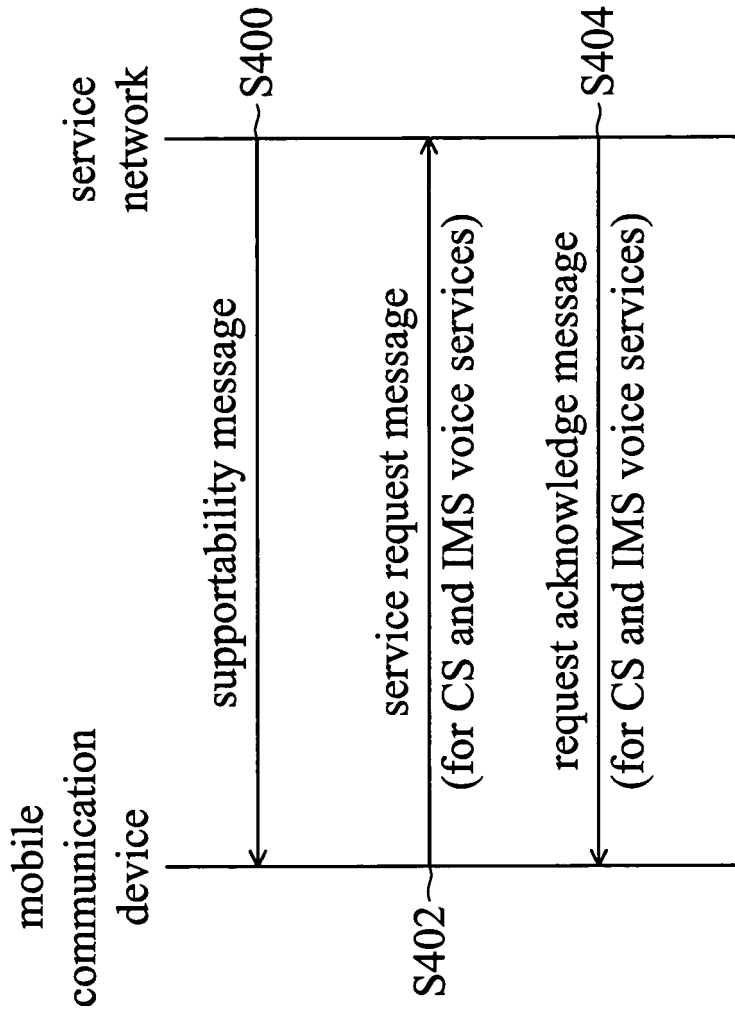 mobile
communication
device
service
network
supportability message
S400
service request message
(for CS and IMS voice services)
S402
request acknowledge message
(for CS and IMS voice services)
S404